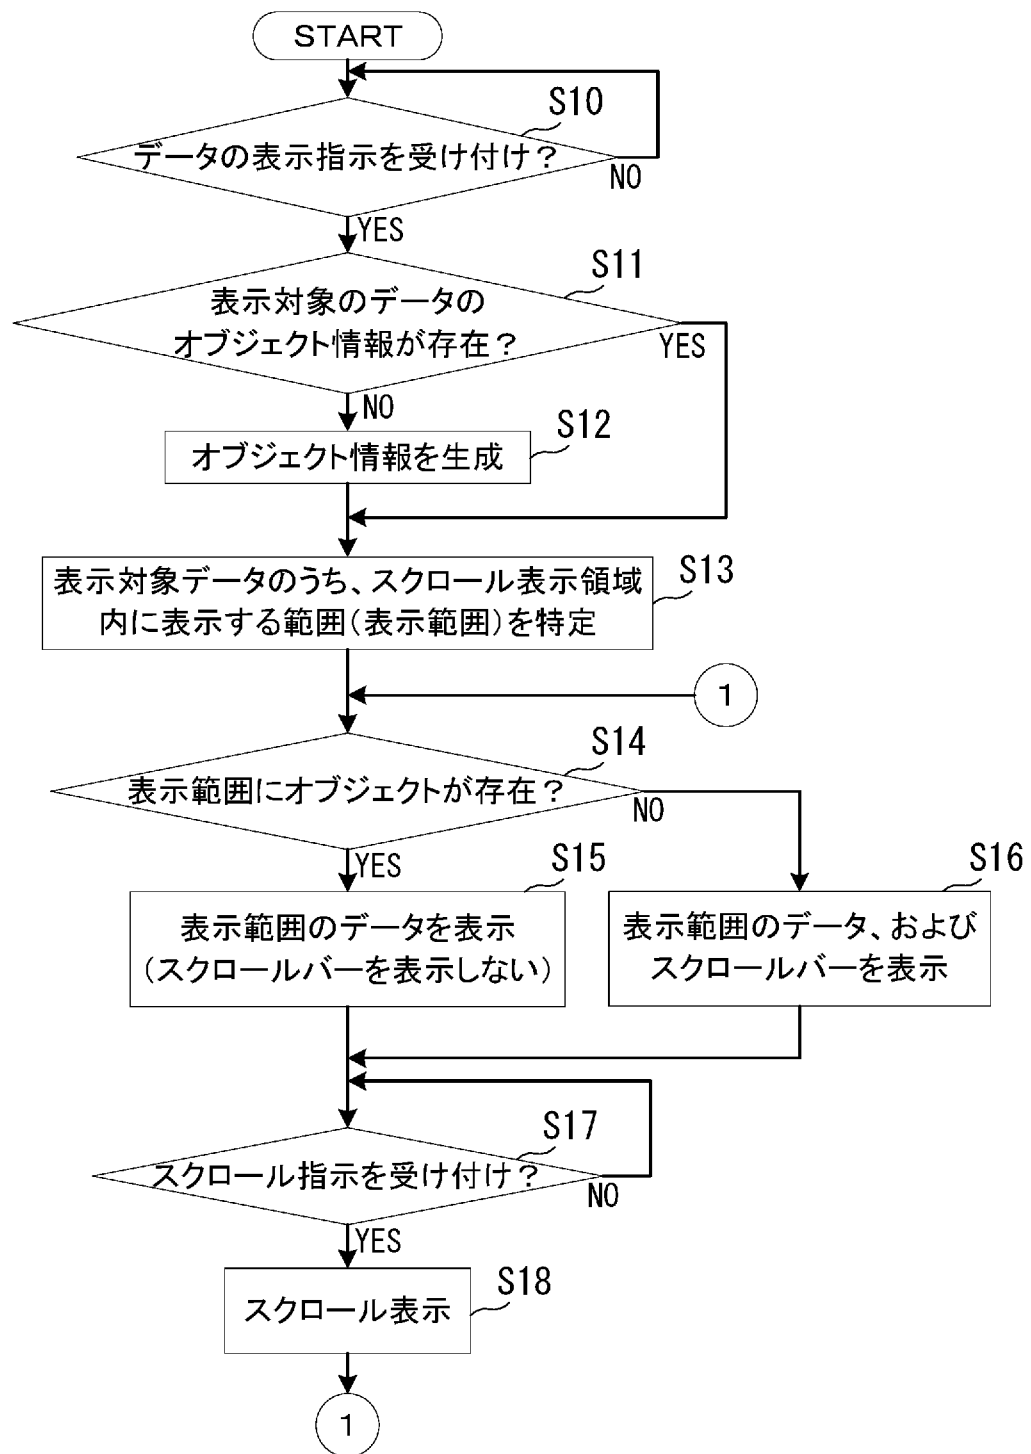 START
S10
データの表示指示を受け付け？
NO
YES
S11
表示対象のデータの
オブジェクト情報が存在？
YES
NO
S12
オブジェクト情報を生成
S13
表示対象データのうち、スクロール表示領域
内に表示する範囲(表示範囲)を特定
1
S14
表示範囲にオブジェクトが存在？
NO
YES
S15
表示範囲のデータを表示
(スクロールバーを表示しない)
S16
表示範囲のデータ、および
スクロールバーを表示
S17
スクロール指示を受け付け？
NO
YES
S18
スクロール表示
1